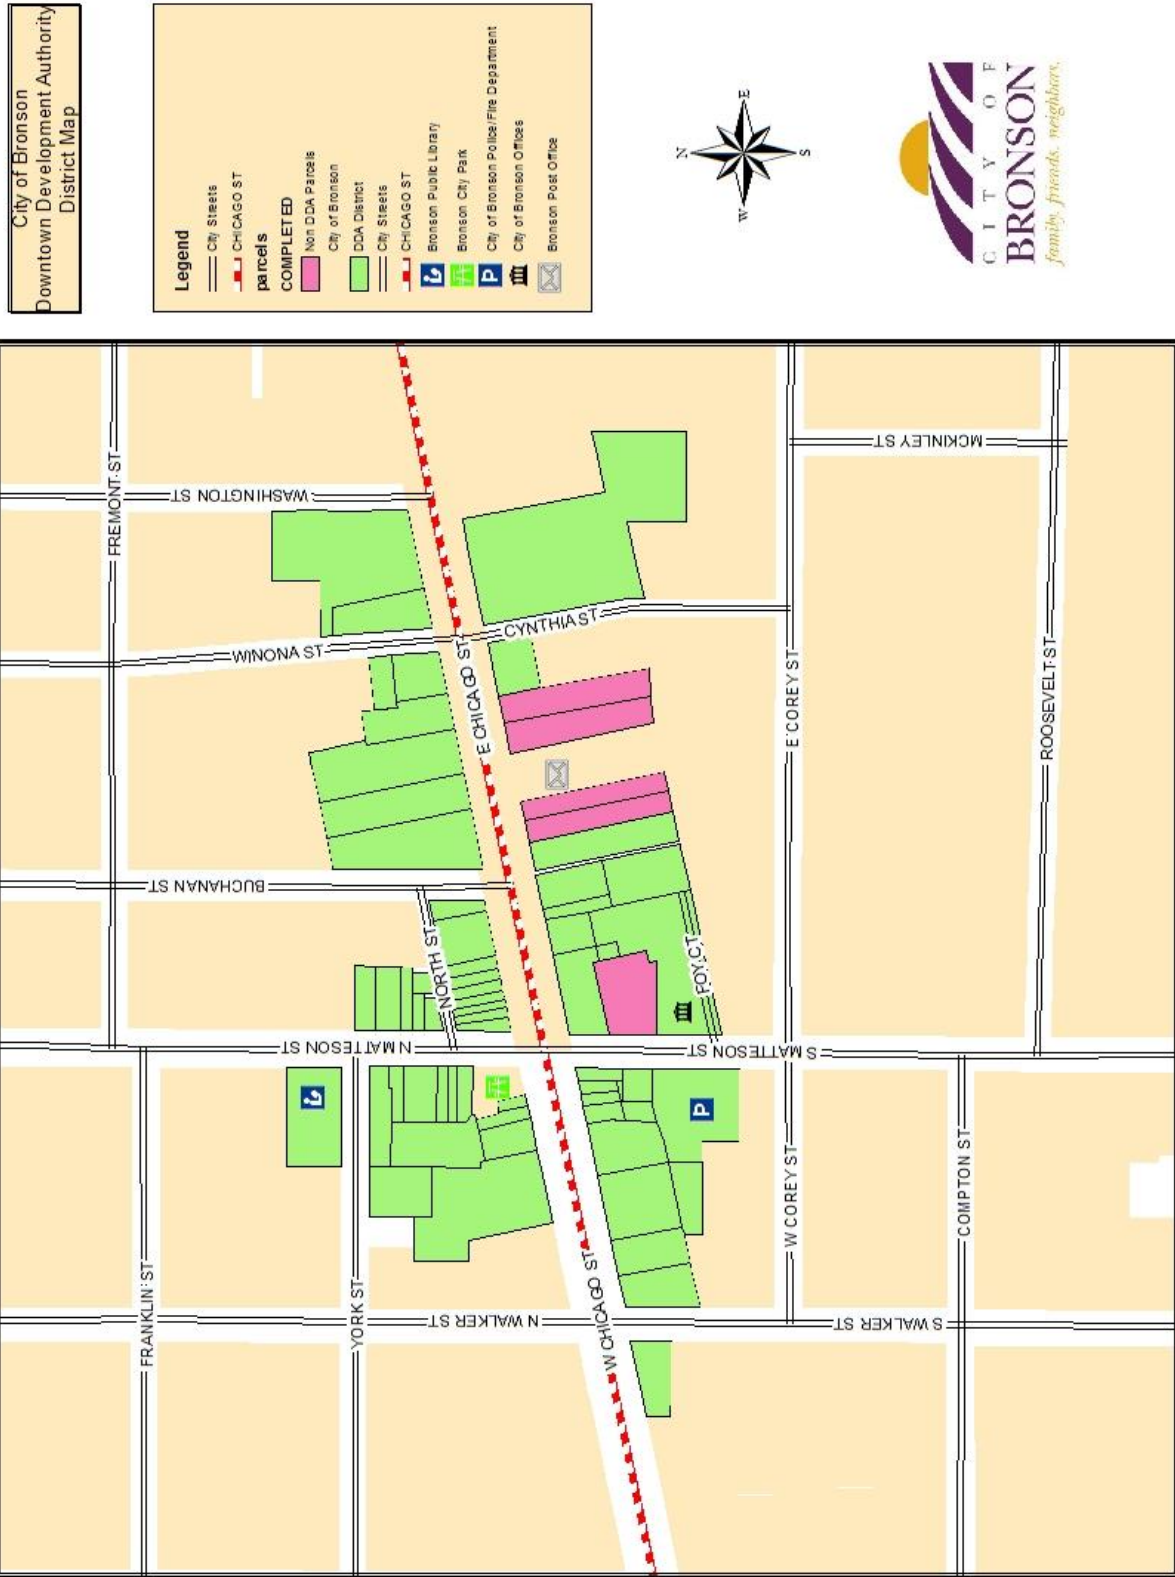 City of Bronson
Downtown Development Authority
District Map
Legend
City Streets
CHICAGO ST
parcels
COMPLETED
Non DDA Parcels
City of Bronson
DDA District
City Streets
CHICAGO ST
Bronson Public Library
Bronson City Park
City of Bronson Police/Fire Department
City of Bronson Offices
Bronson Post Office
N
W
E
S
CITY OF
BRONSON
family. friends. neighbors.
FREMONT ST
WASHINGTON ST
WINONA ST
E CHICAGO ST
CYNTHIA ST
MCKINLEY ST
E COREY ST
ROOSEVELT ST
BUCHANAN ST
NORTH ST
ROY CT
N MATTESON ST
S MATTESON ST
P
FRANKLIN ST
YORK ST
N WALKER ST
W CHICAGO ST
W COREY ST
S WALKER ST
COMPTON ST